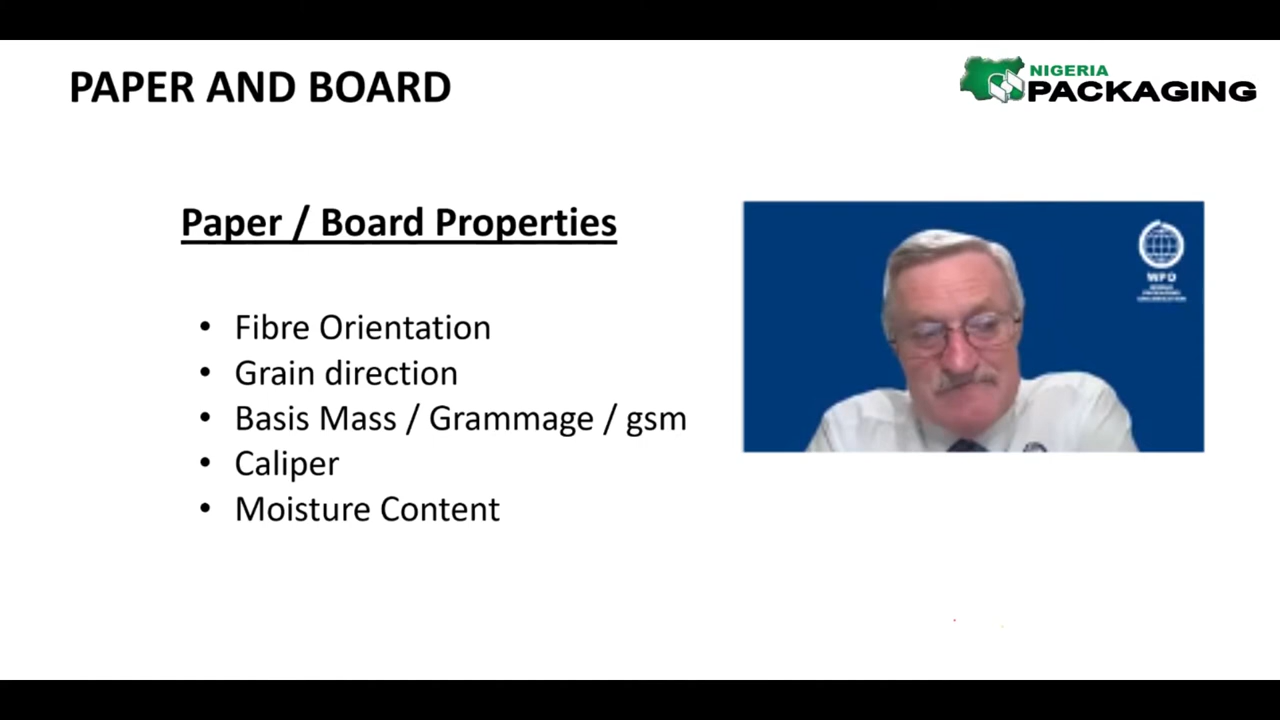 PAPER AND BOARD
NIGERIA
PACKAGING
Paper / Board Properties
WPO
• Fibre Orientation
• Grain direction
• Basis Mass / Grammage / gsm
• Caliper
• Moisture Content